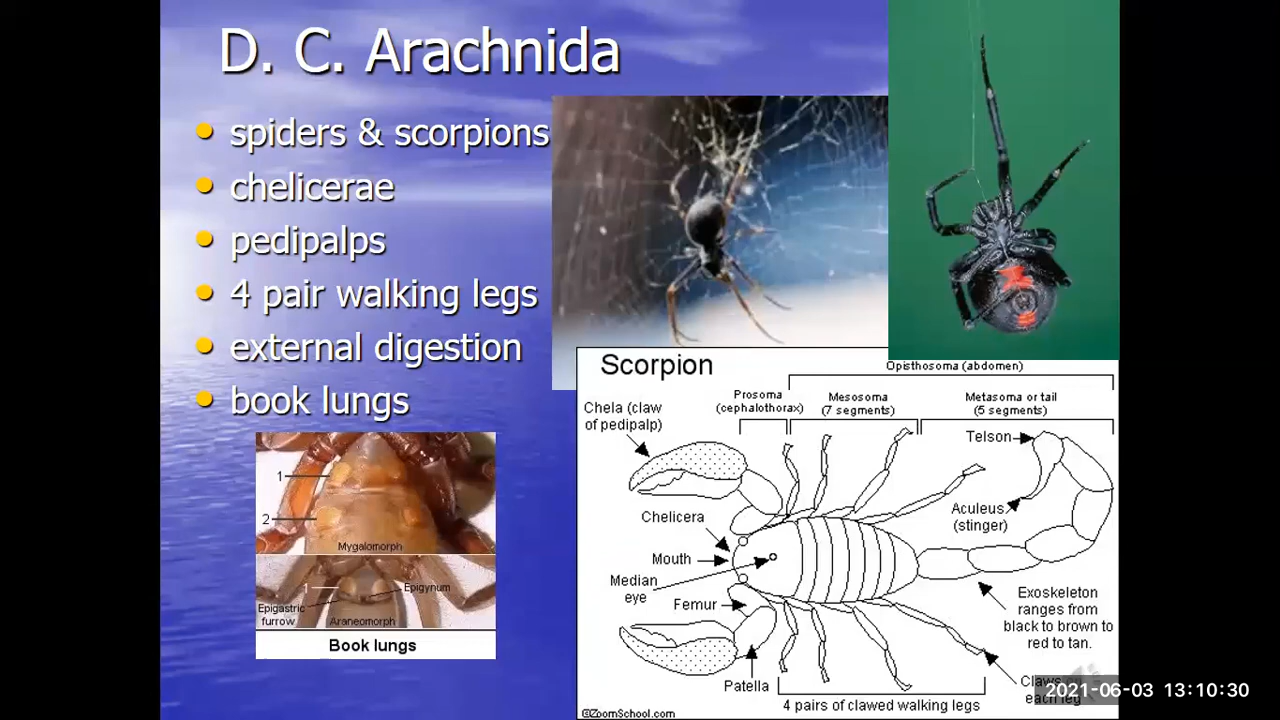 D. C. Arachnida
spiders & scorpions
chelicerae
pedipalps
4 pair walking legs
external digestion
book lungs
1
2
Mygalomorph
1
Epigynum
Epigastric
furrow
Araneomorph
Book lungs
Scorpion
Opisthosoma (abdomen)
Prosoma
(cephalothorax)
Mesosoma
(7 segments)
Metasoma or tail
(5 segments)
Chela (claw
of pedipalp)
Telson
Chelicera
Aculeus
(stinger)
Mouth
Median
eye
Femur
Exoskeleton
ranges from
black to brown to
red to tan.
Patella
Claws on
each leg
4 pairs of clawed walking legs
©ZoomSchool.com
2021-06-03 13:10:30